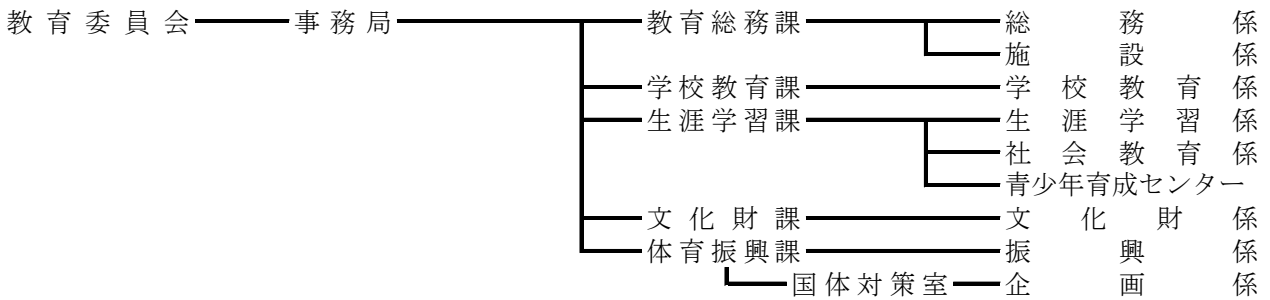 教育委員会 事務局 教育総務課 総務係
施設係
学校教育課 学校教育係
生涯学習課 生涯学習係
社会教育係
青少年育成センター
文化財課 文化財係
体育振興課 振興係
国体対策室 企画係